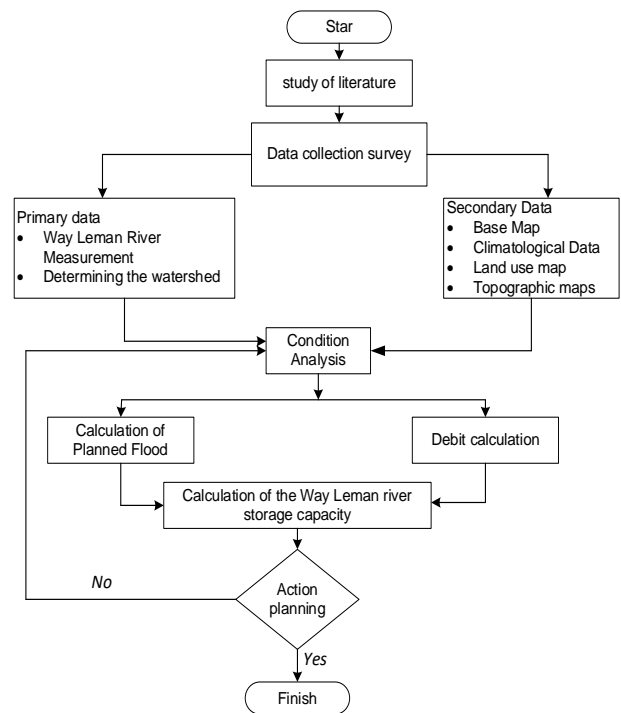 Star
study of literature
Data collection survey
Primary data
• Way Leman River
Measurement
• Determining the watershed
Secondary Data
• Base Map
• Climatological Data
• Land use map
• Topographic maps
Condition
Analysis
Calculation of
Planned Flood
Debit calculation
Calculation of the Way Leman river
storage capacity
No
Action
planning
Yes
Finish